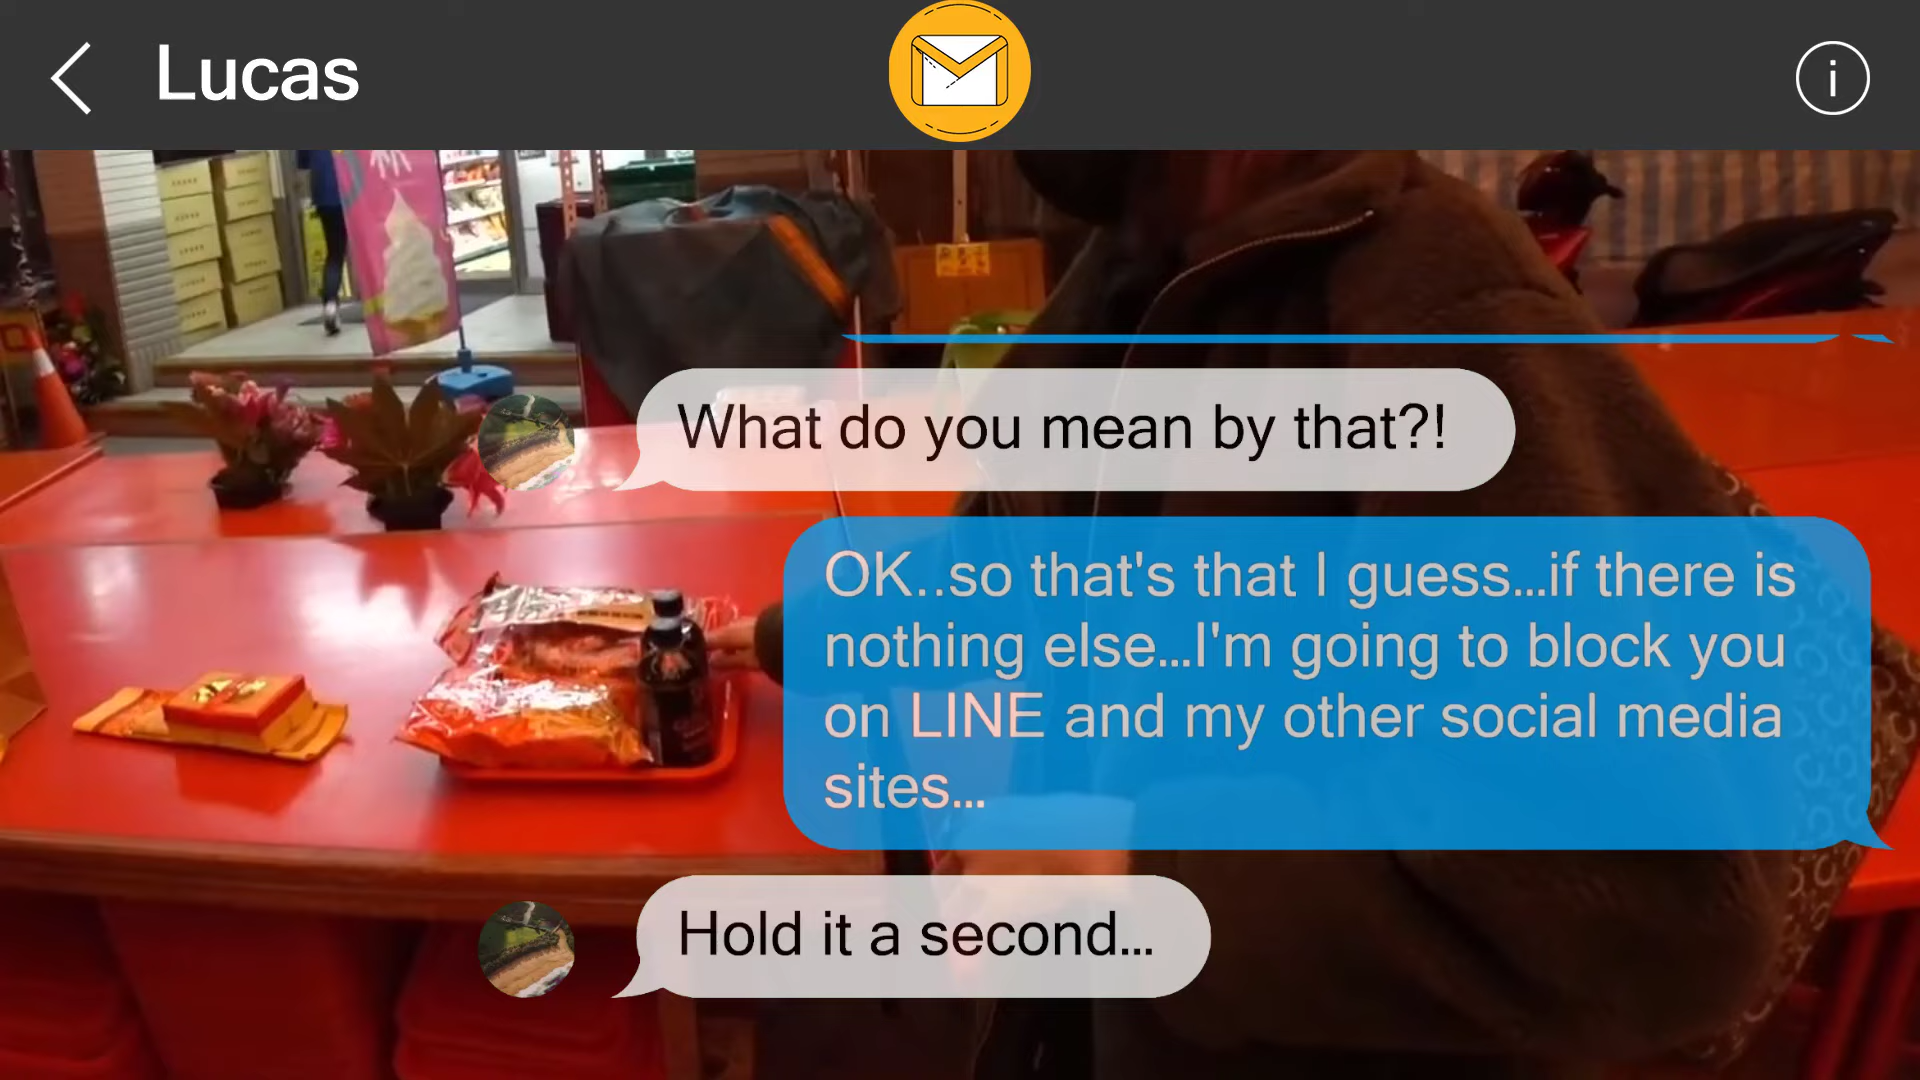 Lucas
What do you mean by that?!
OK..so that's that I guess...if there is
nothing else...I'm going to block you
on LINE and my other social media
sites...
Hold it a second...